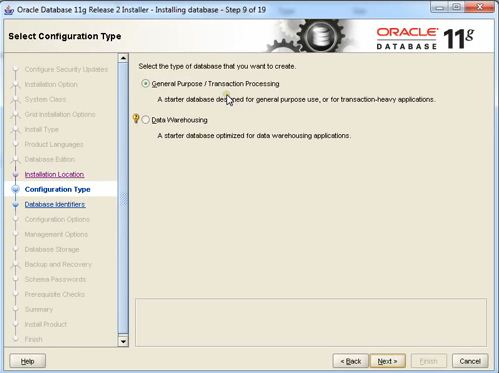 Oracle Database 11g Release 2 Installer - Installing database - Step 9 of 19
Select Configuration Type
ORACLE
DATABASE
11g
Configure Security Updates
Installation Option
System Class
Grid Installation Options
Install Type
Product Languages
Database Edition
Installation Location
Configuration Type
Database Identifiers
Configuration Options
Management Options
Database Storage
Backup and Recovery
Schema Passwords
Prerequisite Checks
Summary
Install Product
Finish
Select the type of database that you want to create.
General Purpose / Transaction Processing
A starter database designed for general purpose use, or for transaction-heavy applications.
Data Warehousing
A starter database optimized for data warehousing applications.
Help
< Back
Next >
Finish
Cancel